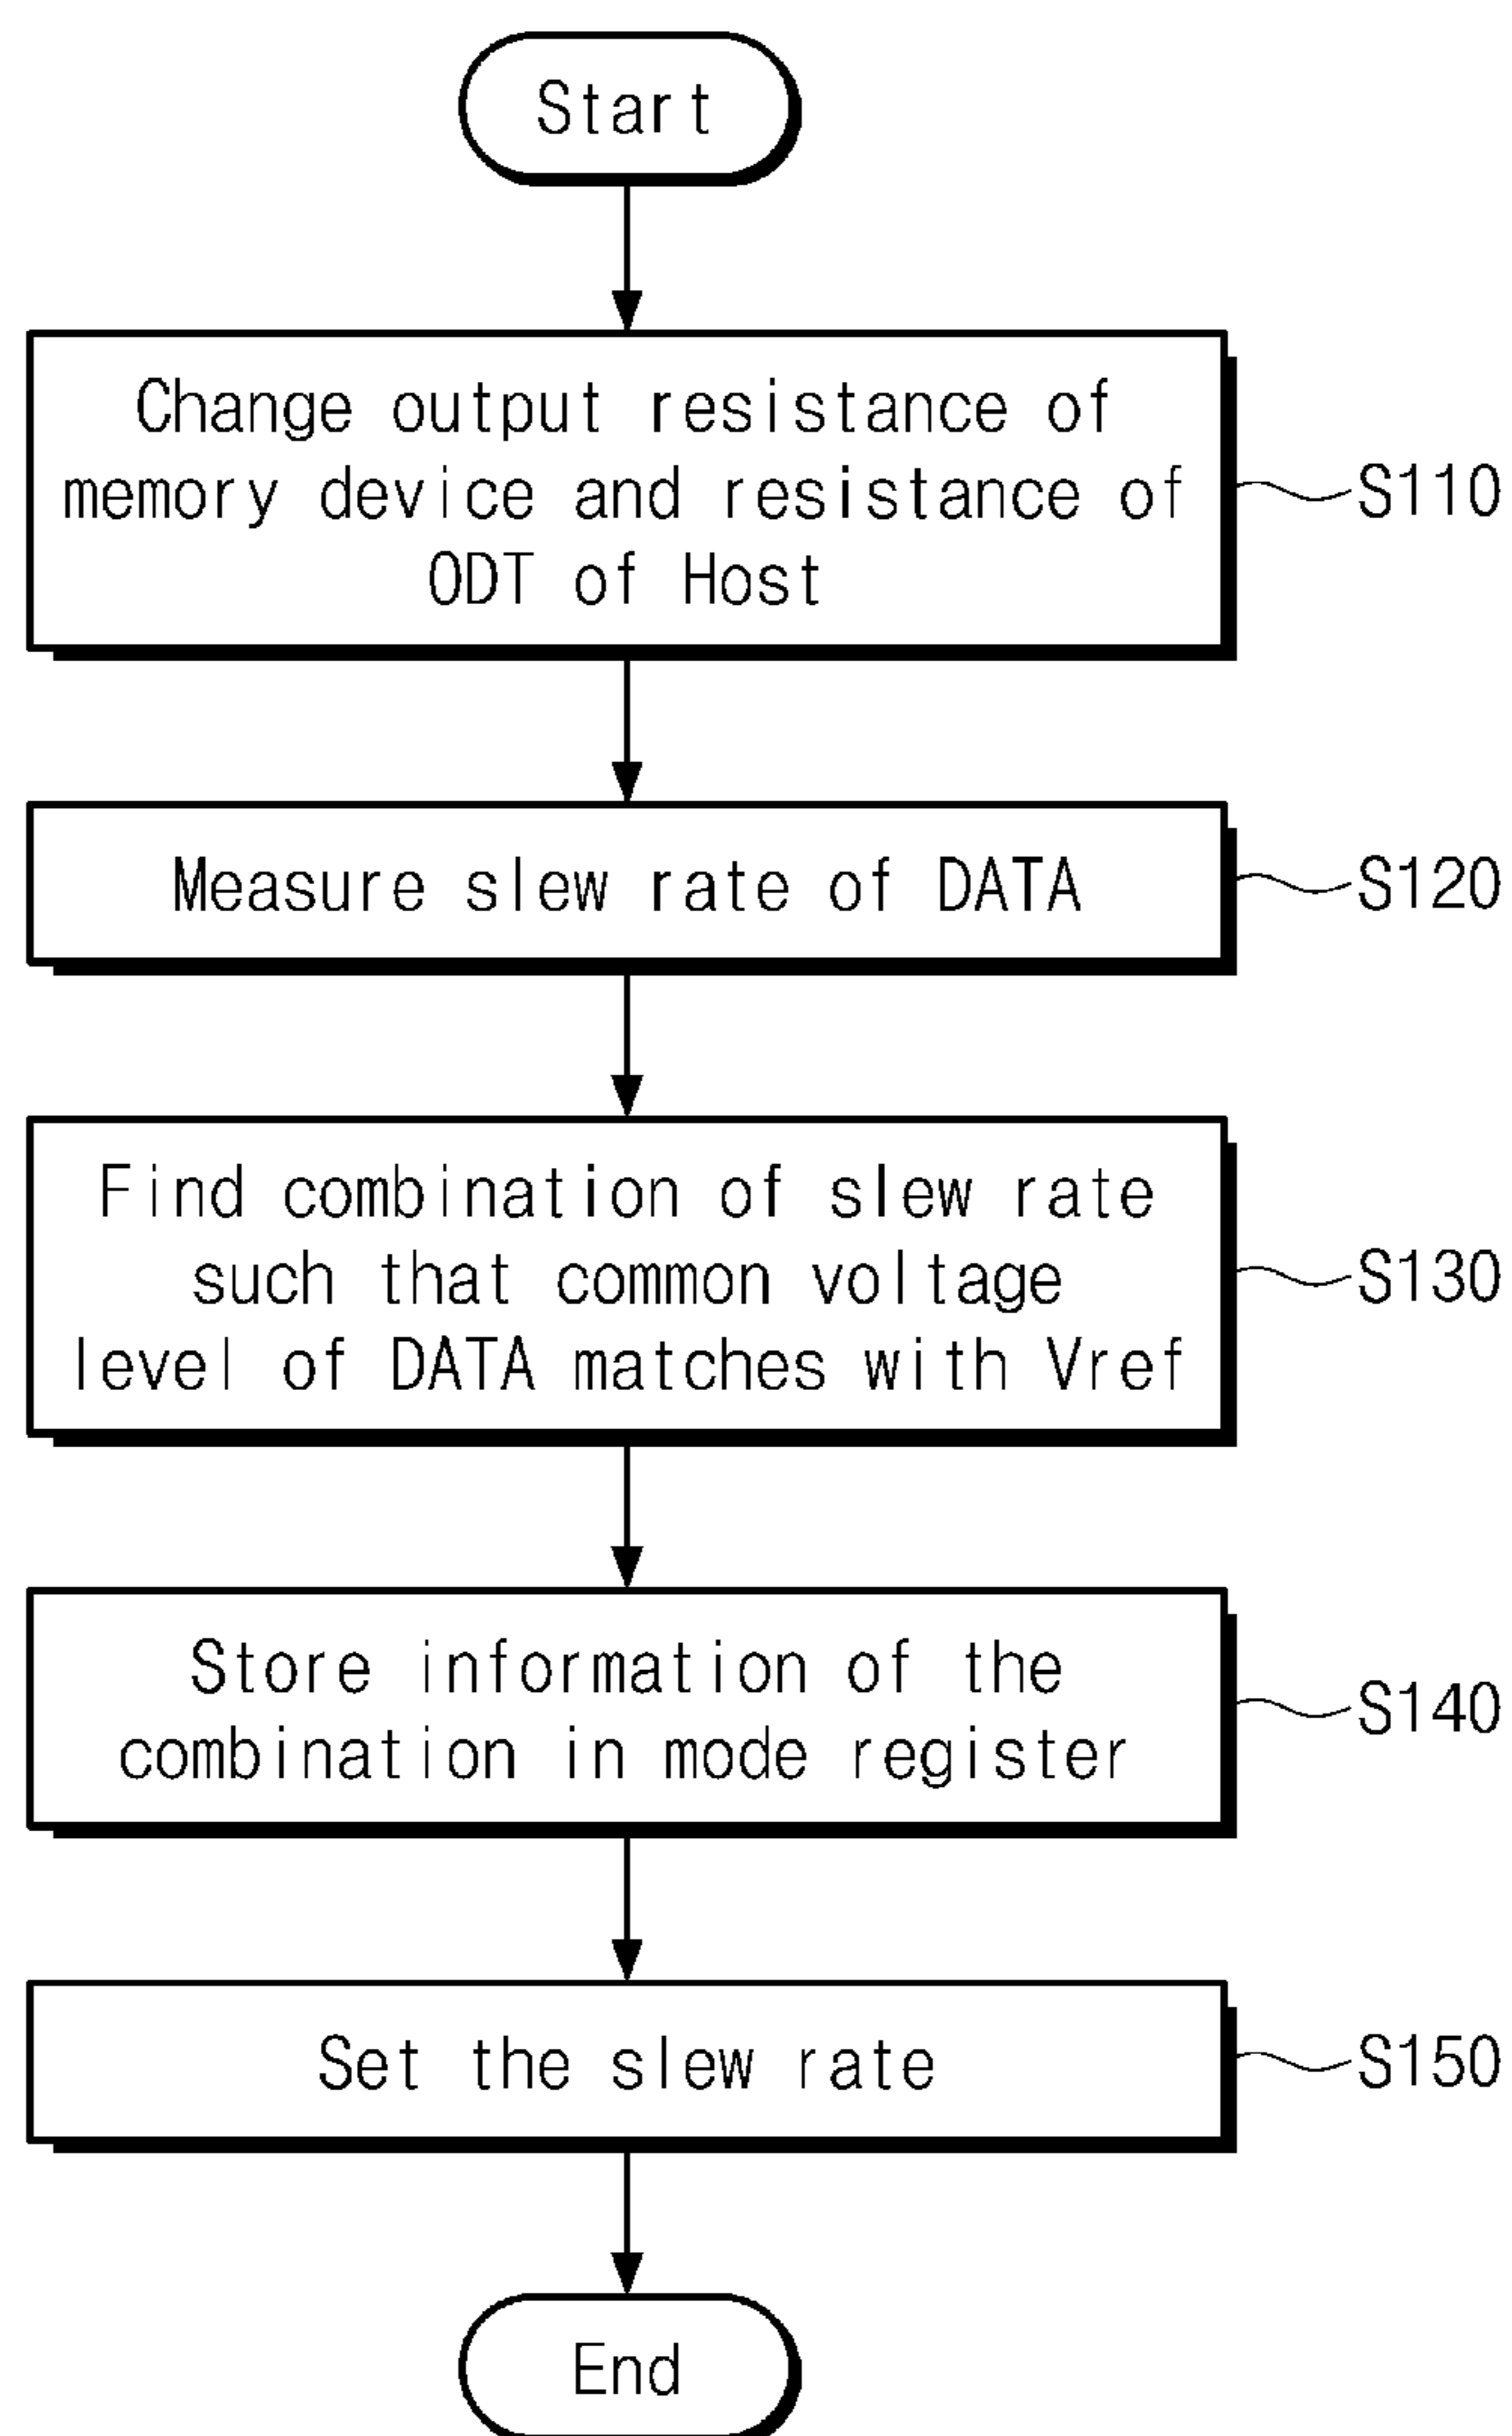 Start
Change output resistance of
memory device and resistance of
ODT of Host
S110
Measure slew rate of DATA
S120
Find combination of slew rate
such that common voltage
level of DATA matches with Vref
S130
Store information of the
combination in mode register
S140
Set the slew rate
S150
End